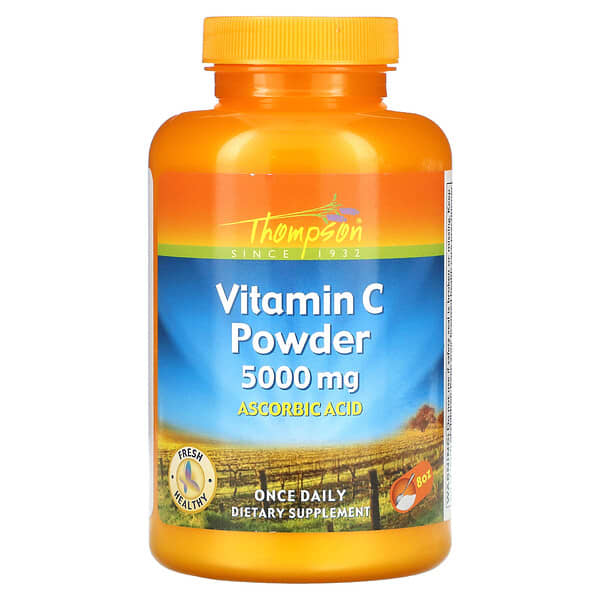 Thompson®
SINCE 1932
Vitamin C
Powder
5000 mg
ASCORBIC ACID
FRESH
HEALTHY
8oz
ONCE DAILY
DIETARY SUPPLEMENT